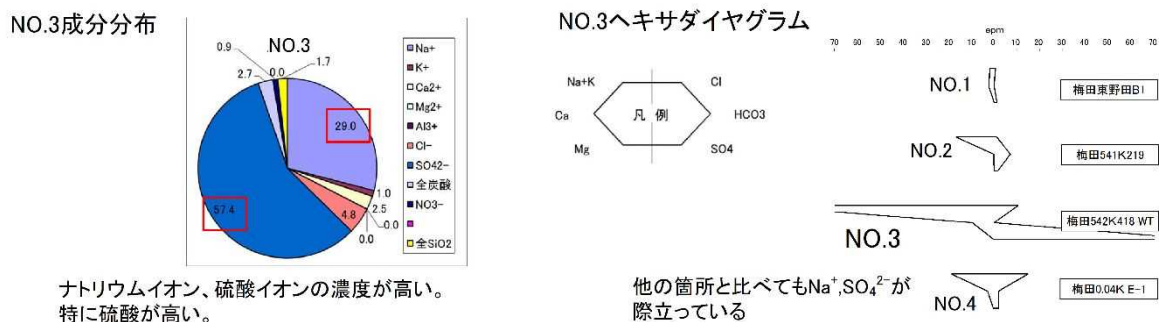 NO.3成分分布
NO.3
0.9
0.0
1.7
2.7
29.0
57.4
1.0
2.5
0.0
0.0
4.8
Na+
K+
Ca2+
Mg2+
Al3+
Cl-
SO42-
全炭酸
NO3-
全SiO2
ナトリウムイオン、硫酸イオンの濃度が高い。
特に硫酸が高い。
NO.3ヘキサダイヤグラム
Na+K
Cl
Ca
凡 例
HCO3
Mg
SO4
epm
70 60 50 40 30 20 10 0 10 20 30 40 50 60 70
NO.1
梅田東野田BI
NO.2
梅田541K219
NO.3
梅田542K418 WT
NO.4
梅田0.04K E-1
他の箇所と比べてもNa⁺,SO₄²⁻が
際立っている